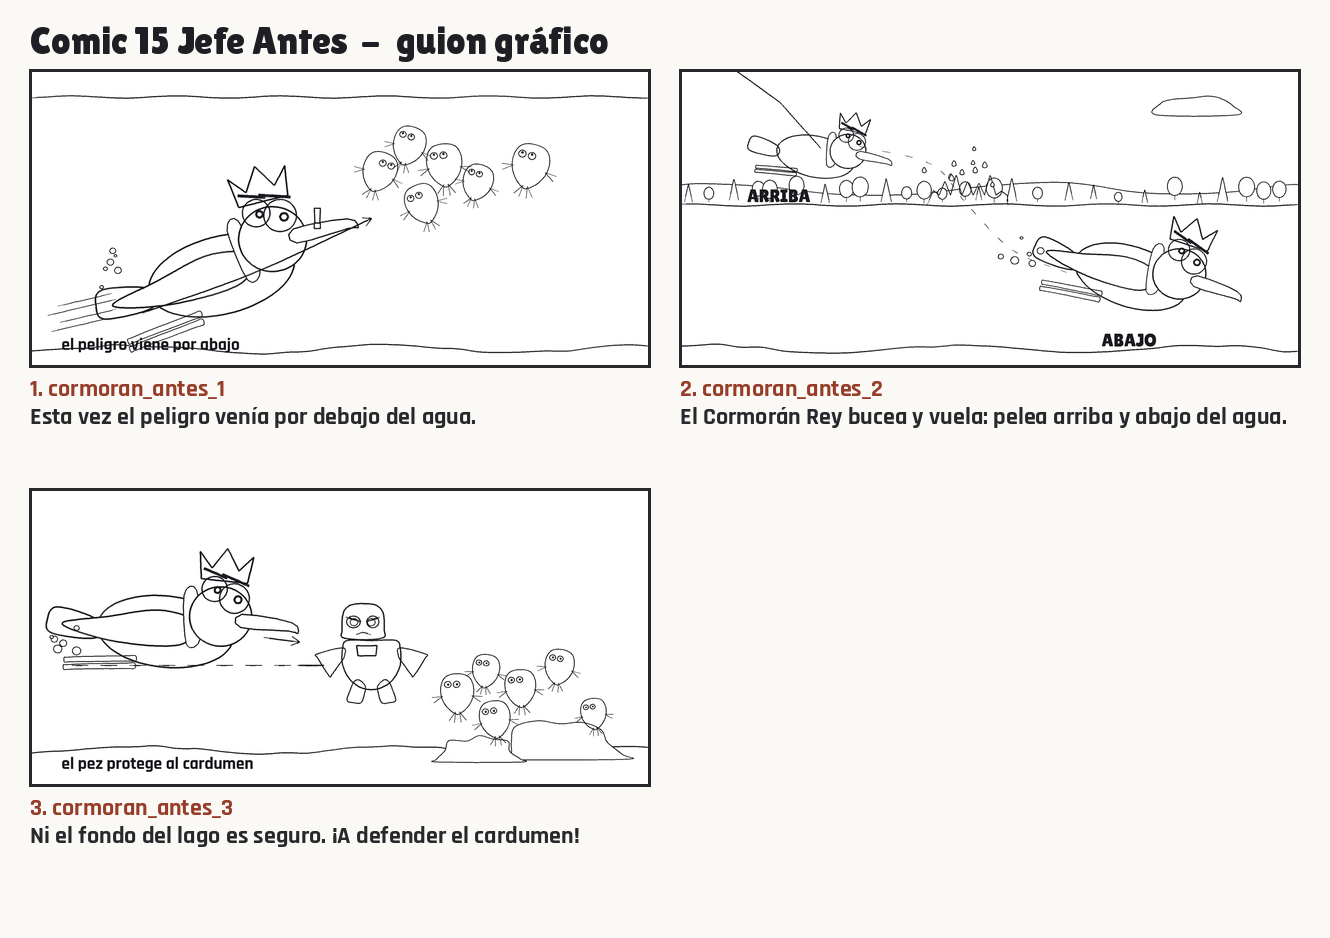 Comic 15 Jefe Antes – guion gráfico
el peligro viene por abajo
1. cormoran_antes_1
Esta vez el peligro venía por debajo del agua.
ARRIBA
ABAJO
2. cormoran_antes_2
El Cormorán Rey bucea y vuela: pelea arriba y abajo del agua.
el pez protege al cardumen
3. cormoran_antes_3
Ni el fondo del lago es seguro. ¡A defender el cardumen!